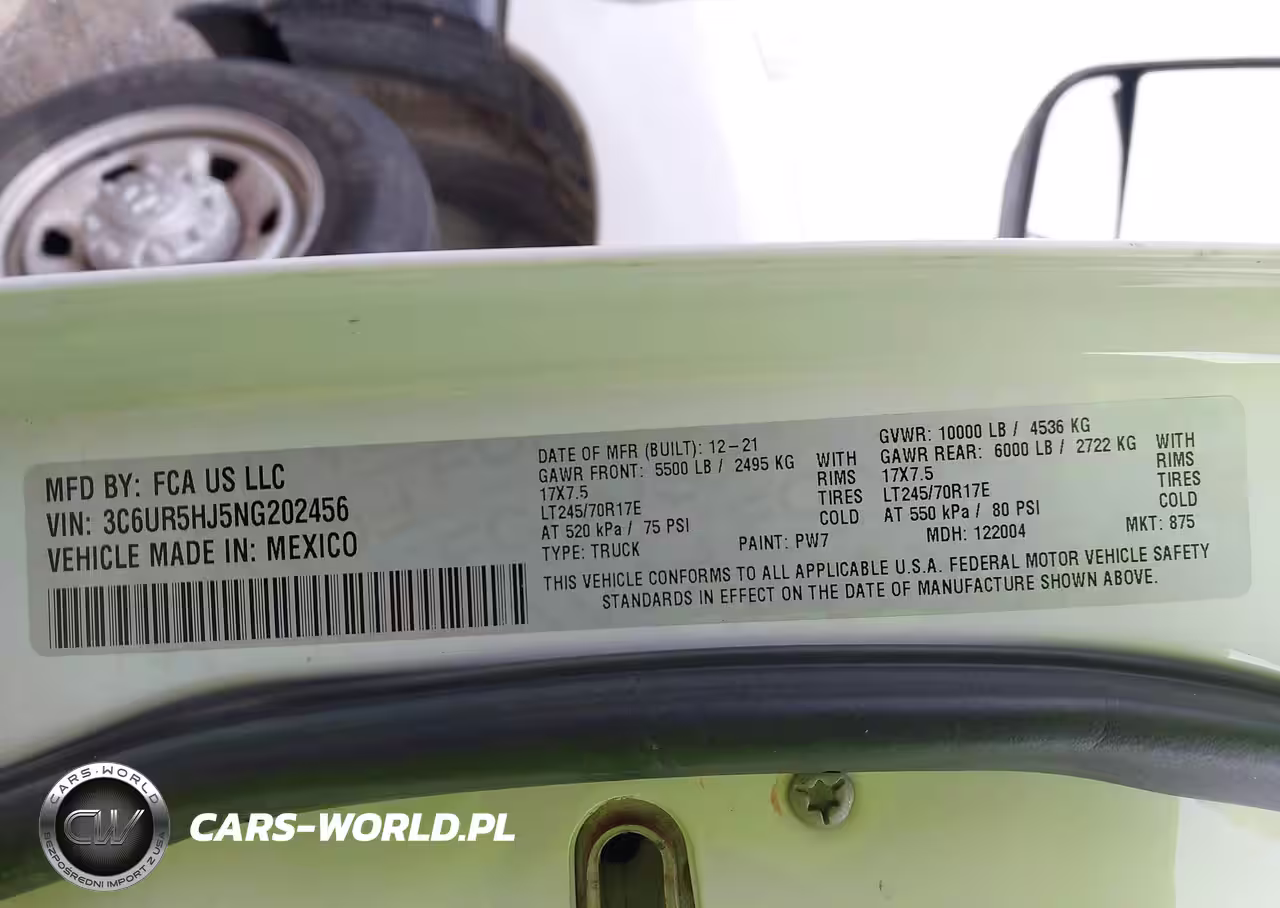 MFD BY: FCA US LLC
VIN: 3C6UR5HJ5NG202456
VEHICLE MADE IN: MEXICO
DATE OF MFR (BUILT): 12-21
GAWR FRONT: 5500 LB / 2495 KG WITH
17X7.5 RIMS
LT245/70R17E TIRES
AT 520 kPa / 75 PSI COLD
TYPE: TRUCK
GVWR: 10000 LB / 4536 KG
GAWR REAR: 6000 LB / 2722 KG WITH
17X7.5 RIMS
LT245/70R17E TIRES
AT 550 kPa / 80 PSI COLD
PAINT: PW7 MDH: 122004 MKT: 875
THIS VEHICLE CONFORMS TO ALL APPLICABLE U.S.A. FEDERAL MOTOR VEHICLE SAFETY
STANDARDS IN EFFECT ON THE DATE OF MANUFACTURE SHOWN ABOVE.
CARS-WORLD
CW
BEZPOŚREDNI IMPORT Z USA
CARS-WORLD.PL